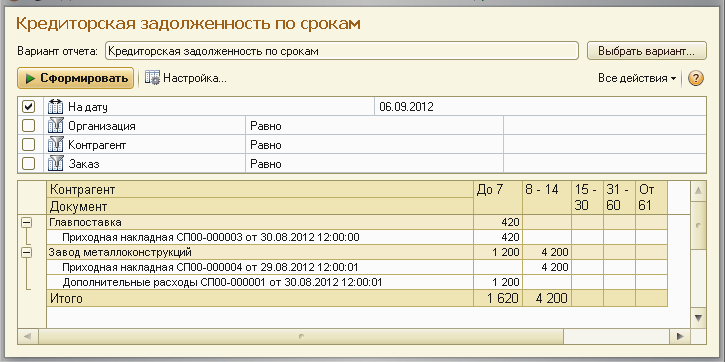 Кредиторская задолженность по срокам
Вариант отчета: Кредиторская задолженность по срокам Выбрать вариант...
Сформировать Настройка... Все действия ?
На дату 06.09.2012
Организация Равно
Контрагент Равно
Заказ Равно
Контрагент До 7 8 - 14 15 - 30 31 - 60 От 61
Документ
Главпоставка 420
Приходная накладная СП00-000003 от 30.08.2012 12:00:00 420
Завод металлоконструкций 1 200 4 200
Приходная накладная СП00-000004 от 29.08.2012 12:00:01 4 200
Дополнительные расходы СП00-000001 от 30.08.2012 12:00:01 1 200
Итого 1 620 4 200